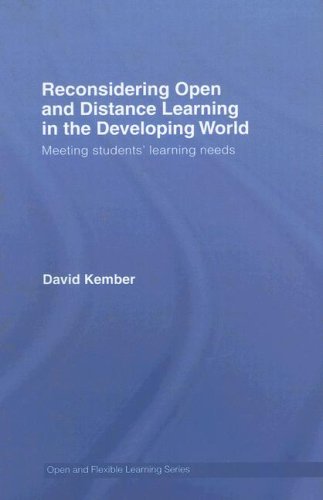 Reconsidering Open
and Distance Learning
in the Developing World
Meeting students' learning needs
David Kember
Open and Flexible Learning Series